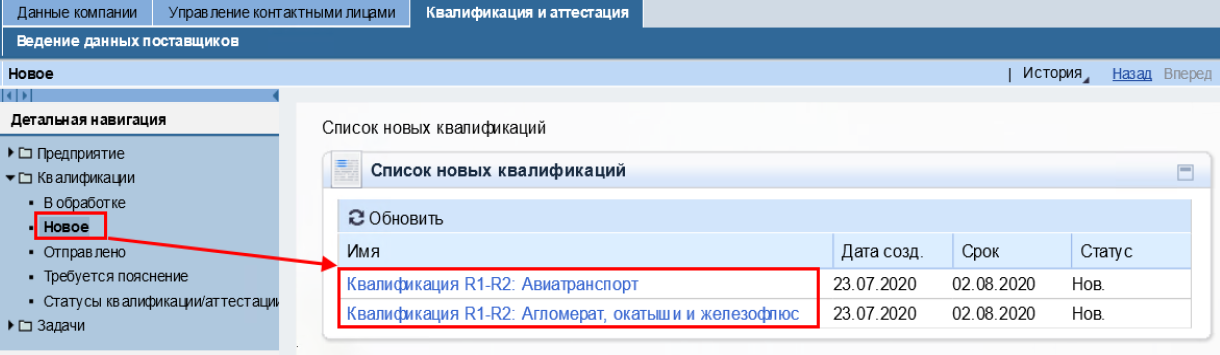 Данные компании Управление контактными лицами Квалификация и аттестация
Ведение данных поставщиков
Новое | История Назад Вперед
Детальная навигация
Предприятие
Квалификации
В обработке
Новое
Отправлено
Требуется пояснение
Статусы квалификации/аттестации
Задачи
Список новых квалификаций
Список новых квалификаций
Обновить
Имя Дата созд. Срок Статус
Квалификация R1-R2: Авиатранспорт 23.07.2020 02.08.2020 Нов.
Квалификация R1-R2: Агломерат, окатыши и железофлюс 23.07.2020 02.08.2020 Нов.